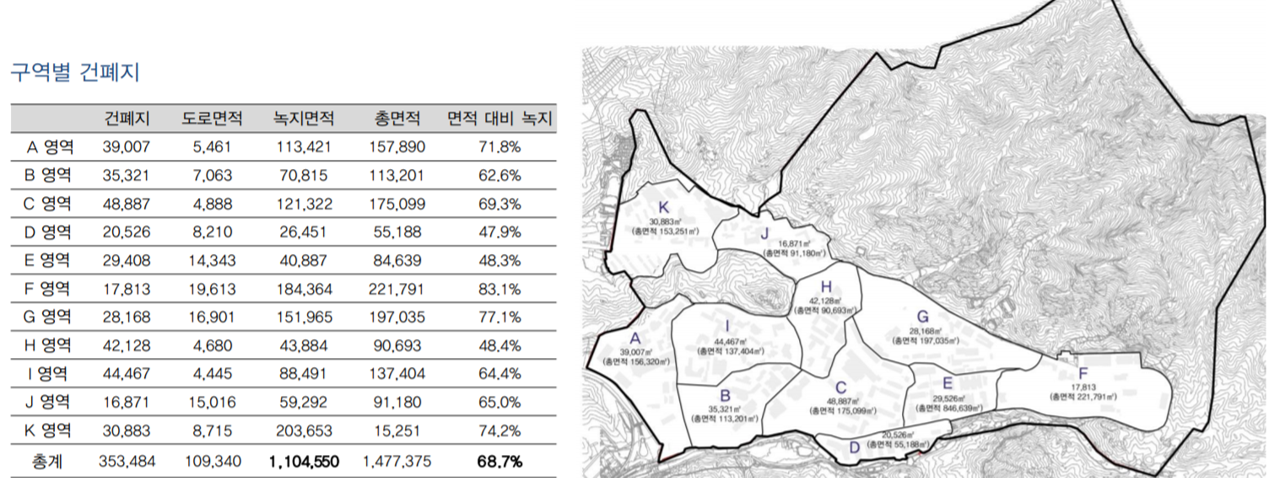 구역별 건폐지
건폐지 도로면적 녹지면적 총면적 면적 대비 녹지
A 영역 39,007 5,461 113,421 157,890 71.8%
B 영역 35,321 7,063 70,815 113,201 62.6%
C 영역 48,887 4,888 121,322 175,099 69.3%
D 영역 20,526 8,210 26,451 55,188 47.9%
E 영역 29,408 14,343 40,887 84,639 48.3%
F 영역 17,813 19,613 184,364 221,791 83.1%
G 영역 28,168 16,901 151,965 197,035 77.1%
H 영역 42,128 4,680 43,884 90,693 48.4%
I 영역 44,467 4,445 88,491 137,404 64.4%
J 영역 16,871 15,016 59,292 91,180 65.0%
K 영역 30,883 8,715 203,653 15,251 74.2%
총계 353,484 109,340 1,104,550 1,477,375 68.7%
K
30,883㎡
(총면적 153,251㎡)
J
16,871㎡
(총면적 91,180㎡)
H
42,128㎡
(총면적 90,693㎡)
G
28,168㎡
(총면적 197,035㎡)
I
44,467㎡
(총면적 137,404㎡)
A
39,007㎡
(총면적 156,320㎡)
F
17,813
(총면적 221,791㎡)
E
29,526㎡
(총면적 846,639㎡)
C
48,887㎡
(총면적 175,099㎡)
B
35,321㎡
(총면적 113,201㎡)
D
20,526㎡
(총면적 55,188㎡)